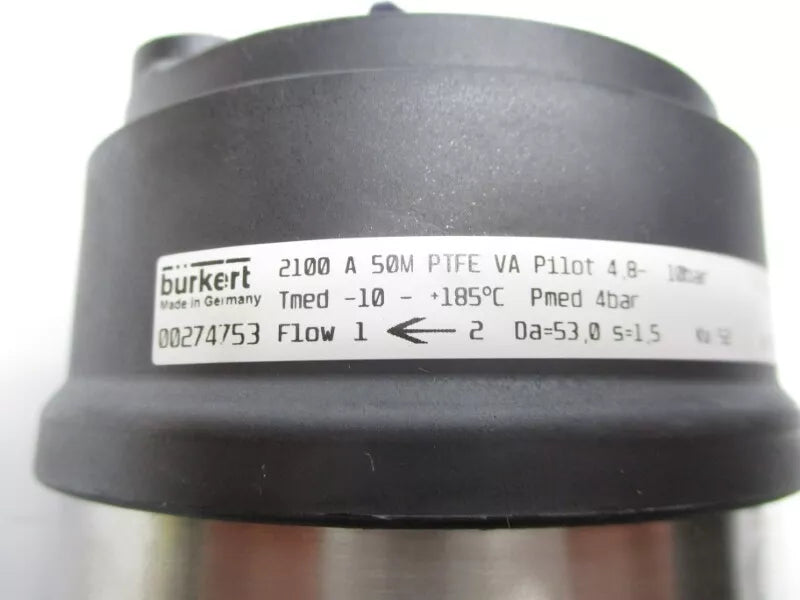 bürkert
Made in Germany
2100 A 50M PTFE VA Pilot 4,8- 10bar
Tmed -10 - +185°C Pmed 4bar
00274753 Flow 1 ← 2 Da=53,0 s=1,5